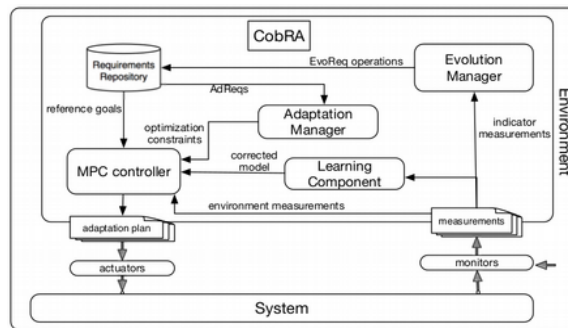 CobRA
Requirements
Repository
EvoReq operations
Evolution
Manager
AdReqs
reference goals
Adaptation
Manager
indicator
measurements
optimization
constraints
MPC controller
corrected
model
Learning
Component
environment measurements
adaptation plan
measurements
actuators
monitors
System
Environment